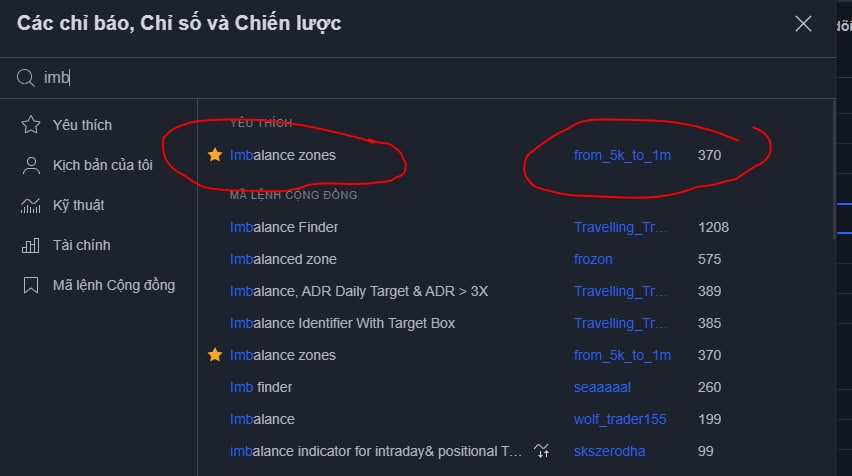 Các chỉ báo, Chỉ số và Chiến lược
imb
Yêu thích
Kịch bản của tôi
Kỹ thuật
Tài chính
Mã lệnh Cộng đồng
YÊU THÍCH
Imbalance zones from_5k_to_1m 370
MÃ LỆNH CỘNG ĐỒNG
Imbalance Finder Travelling_Tr… 1208
Imbalanced zone frozon 575
Imbalance, ADR Daily Target & ADR > 3X Travelling_Tr… 389
Imbalance Identifier With Target Box Travelling_Tr… 385
Imbalance zones from_5k_to_1m 370
Imb finder seaaaaal 260
Imbalance wolf_trader155 199
imbalance indicator for intraday& positional T… skszerodha 99